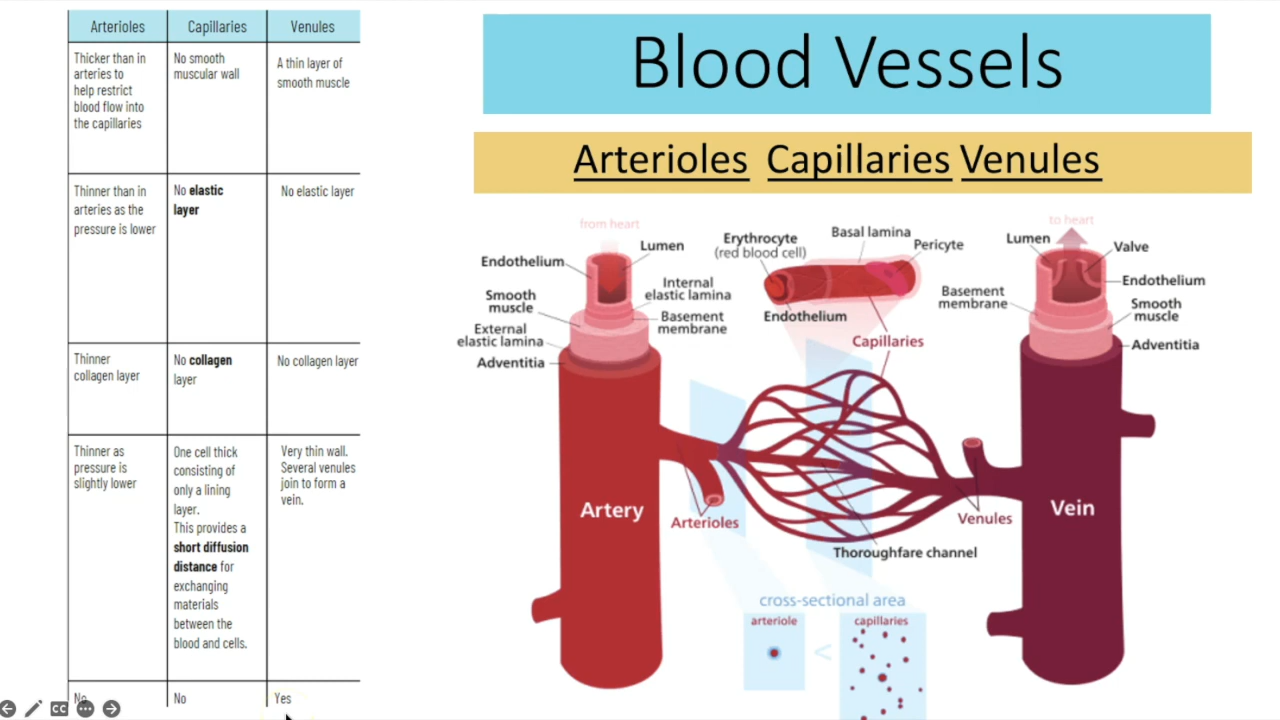 Arterioles
Capillaries
Venules
Thicker than in
arteries to
help restrict
blood flow into
the capillaries
No smooth
muscular wall
A thin layer of
smooth muscle
Thinner than in
arteries as the
pressure is lower
No elastic
layer
No elastic layer
Thinner
collagen layer
No collagen
layer
No collagen layer
Thinner as
pressure is
slightly lower
One cell thick
consisting of
only a lining
layer.
This provides a
short diffusion
distance for
exchanging
materials
between the
blood and cells.
Very thin wall.
Several venules
join to form a
vein.
No
No
Yes
CC
Blood Vessels
Arterioles Capillaries Venules
from heart
Lumen
Endothelium
Internal
elastic lamina
Smooth
muscle
Basement
membrane
External
elastic lamina
Adventitia
Erythrocyte
(red blood cell)
Basal lamina
Pericyte
Endothelium
Capillaries
to heart
Lumen
Valve
Endothelium
Basement
membrane
Smooth
muscle
Adventitia
Artery
Arterioles
Venules
Vein
Thoroughfare channel
cross-sectional area
arteriole
<
capillaries